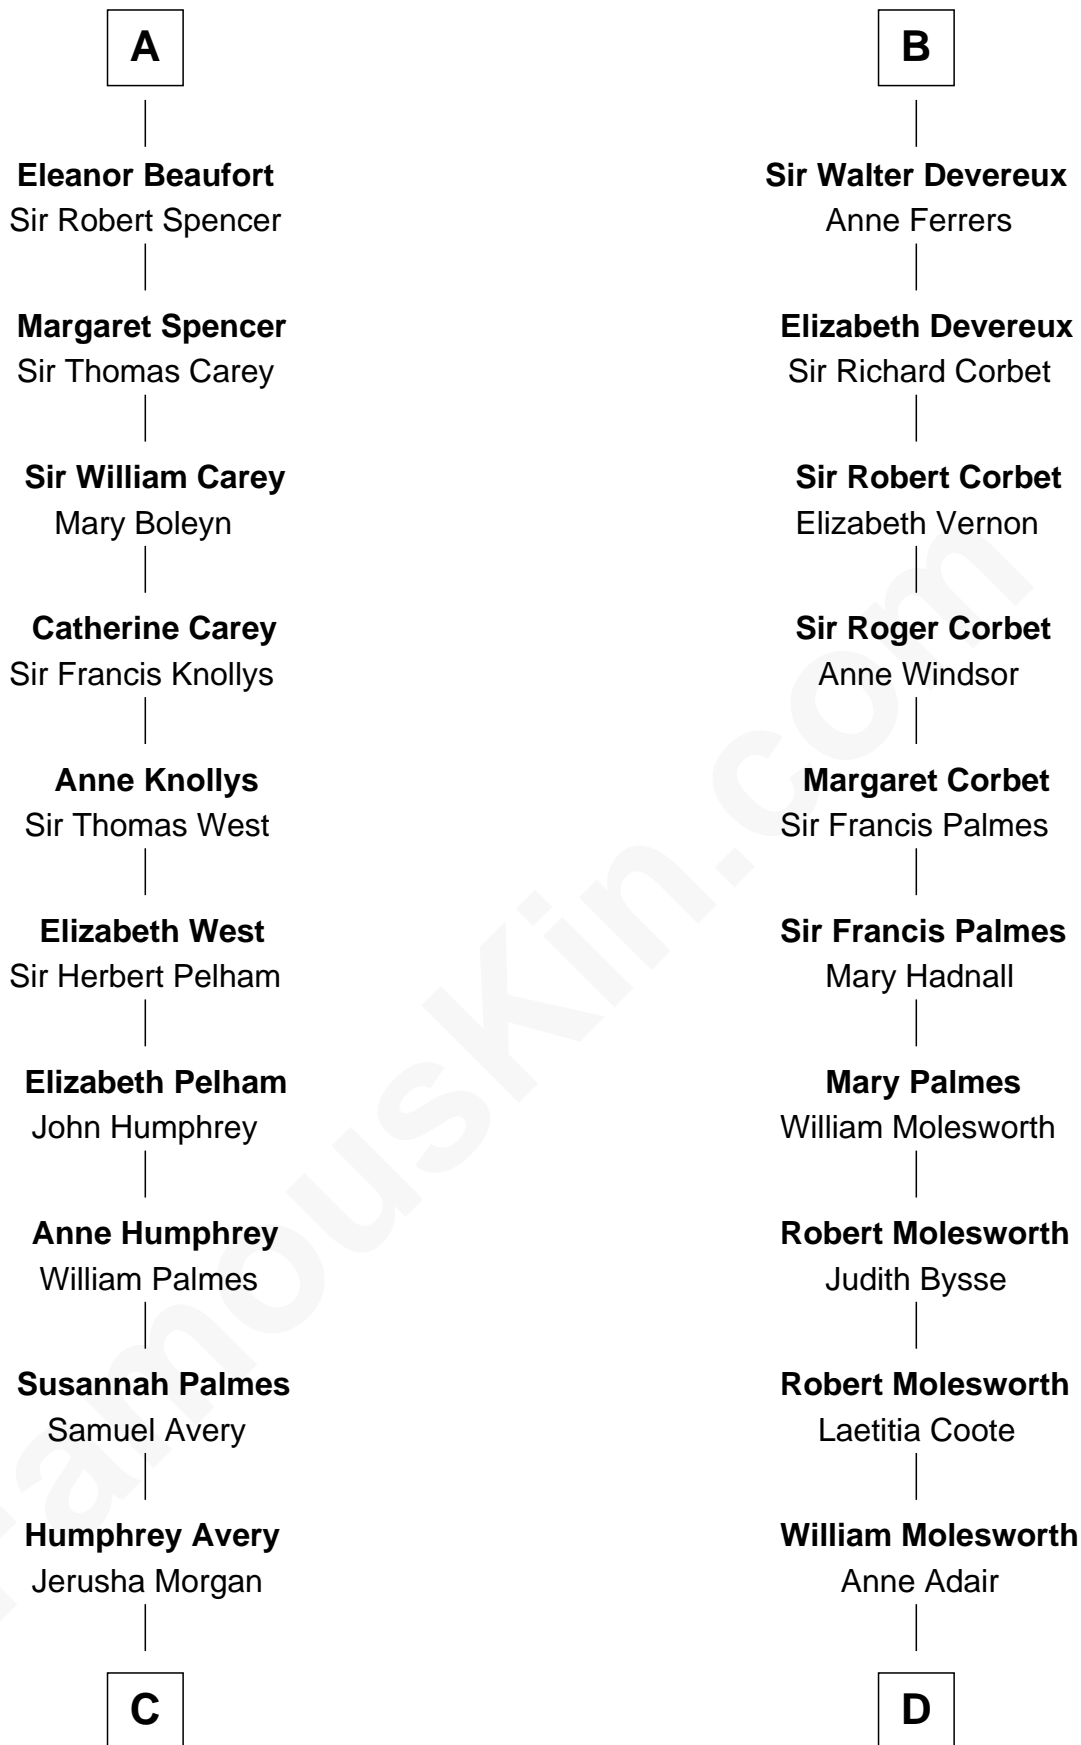 A
Eleanor Beaufort
Sir Robert Spencer
Margaret Spencer
Sir Thomas Carey
Sir William Carey
Mary Boleyn
Catherine Carey
Sir Francis Knollys
Anne Knollys
Sir Thomas West
Elizabeth West
Sir Herbert Pelham
Elizabeth Pelham
John Humphrey
Anne Humphrey
William Palmes
Susannah Palmes
Samuel Avery
Humphrey Avery
Jerusha Morgan
C
B
Sir Walter Devereux
Anne Ferrers
Elizabeth Devereux
Sir Richard Corbet
Sir Robert Corbet
Elizabeth Vernon
Sir Roger Corbet
Anne Windsor
Margaret Corbet
Sir Francis Palmes
Sir Francis Palmes
Mary Hadnall
Mary Palmes
William Molesworth
Robert Molesworth
Judith Bysse
Robert Molesworth
Laetitia Coote
William Molesworth
Anne Adair
D
FamousKin.com